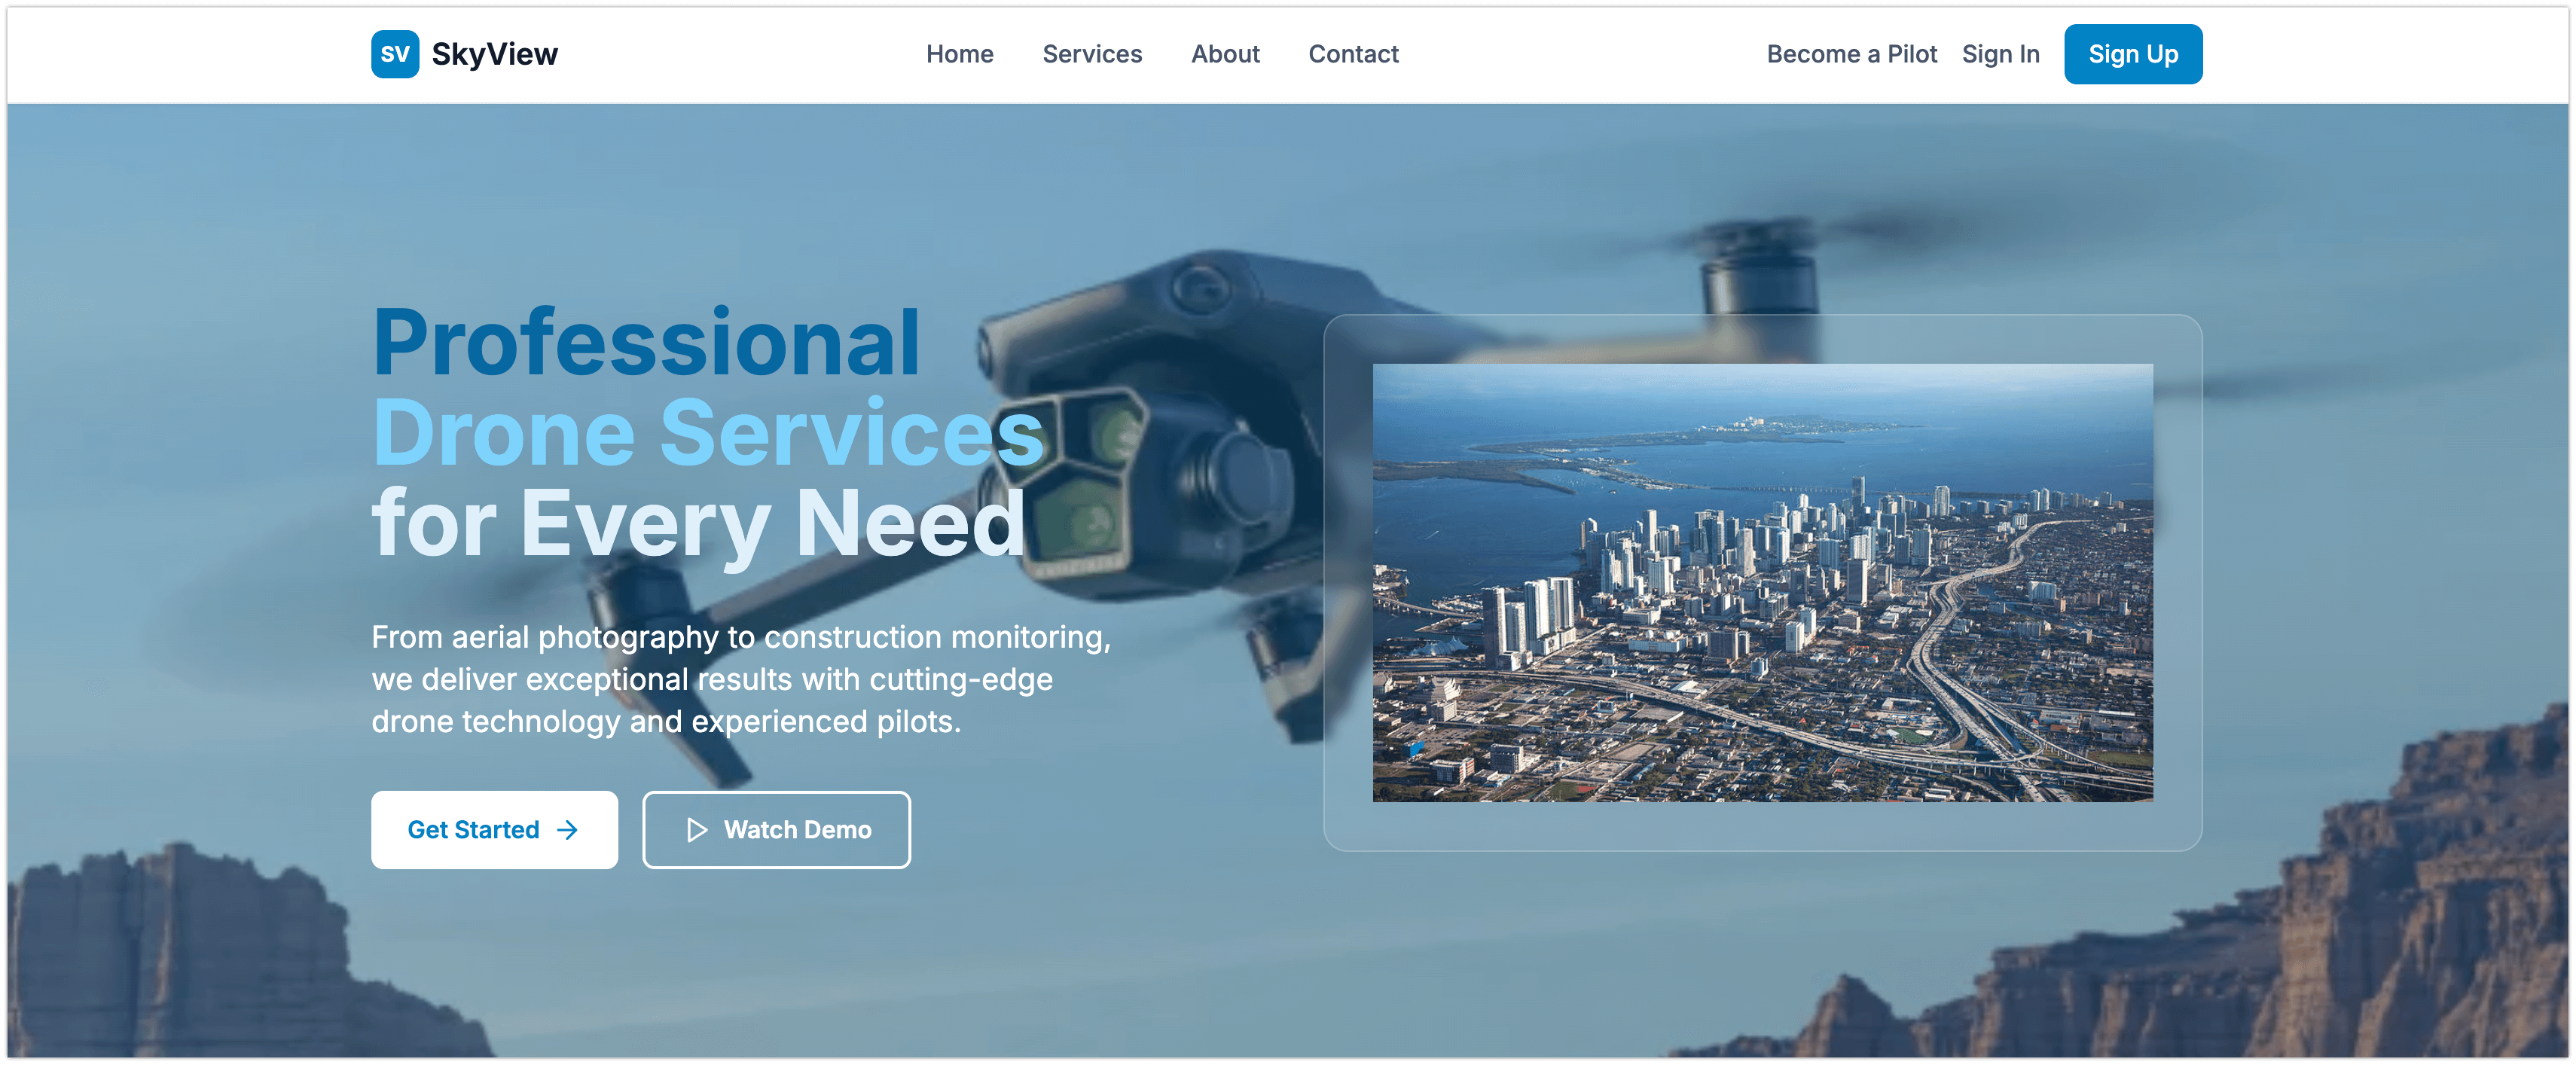 SV SkyView Home Services About Contact Become a Pilot Sign In Sign Up
Professional
Drone Services
for Every Need
From aerial photography to construction monitoring,
we deliver exceptional results with cutting-edge
drone technology and experienced pilots.
Get Started Watch Demo